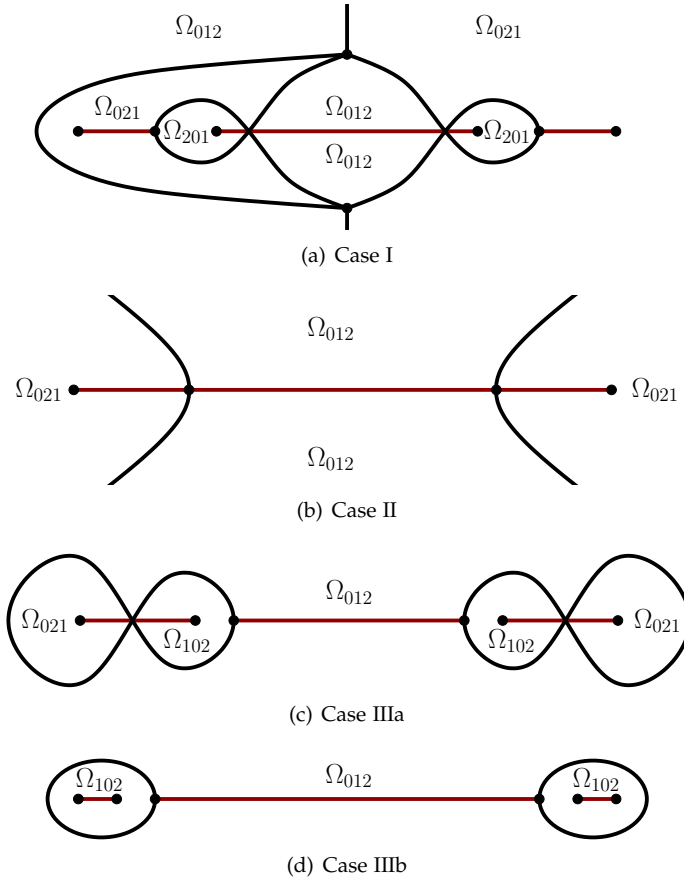 Ω₀₁₂ Ω₀₂₁
Ω₀₂₁ Ω₂₀₁ Ω₀₁₂ Ω₂₀₁
Ω₀₁₂
(a) Case I
Ω₀₁₂
Ω₀₂₁ Ω₀₂₁
Ω₀₁₂
(b) Case II
Ω₀₁₂
Ω₀₂₁ Ω₁₀₂ Ω₁₀₂ Ω₀₂₁
(c) Case IIIa
Ω₁₀₂ Ω₀₁₂ Ω₁₀₂
(d) Case IIIb